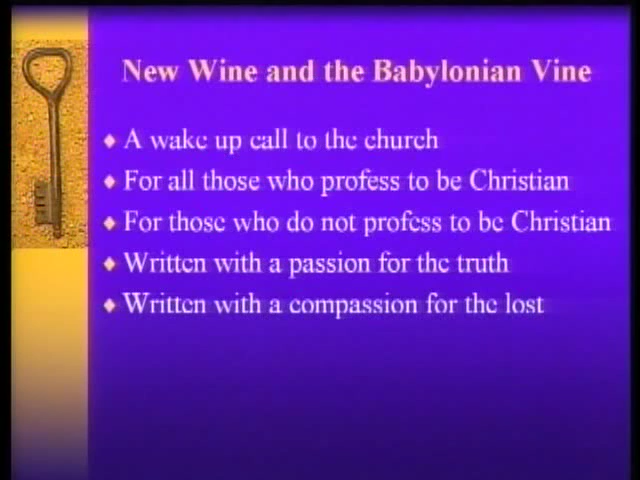 New Wine and the Babylonian Vine
A wake up call to the church
For all those who profess to be Christian
For those who do not profess to be Christian
Written with a passion for the truth
Written with a compassion for the lost